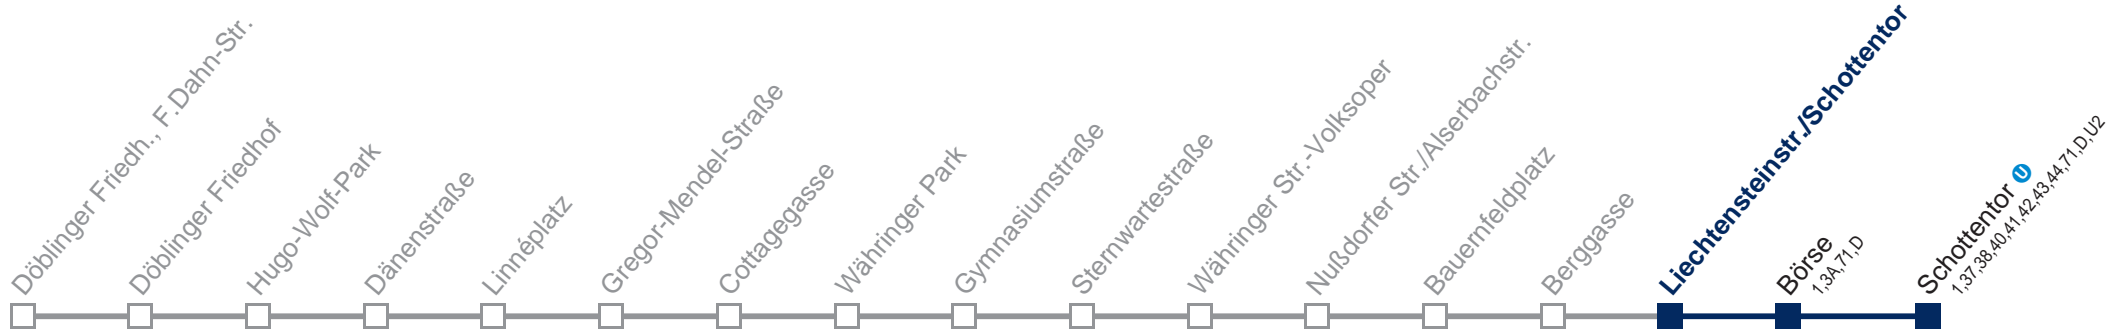 Döblinger Friedh., F.Dahn-Str.
Döblinger Friedhof
Hugo-Wolf-Park
Dänenstraße
Linnéplatz
Gregor-Mendel-Straße
Cottagegasse
Währinger Park
Gymnasiumstraße
Sternwartestraße
Währinger Str.-Volksoper
Nußdorfer Str./Alserbachstr.
Bauernfeldplatz
Berggasse
Liechtensteinstr./Schottentor
Börse
1,3A,71,D
Schottentor U
1,37,38,40,41,42,43,44,71,D,U2